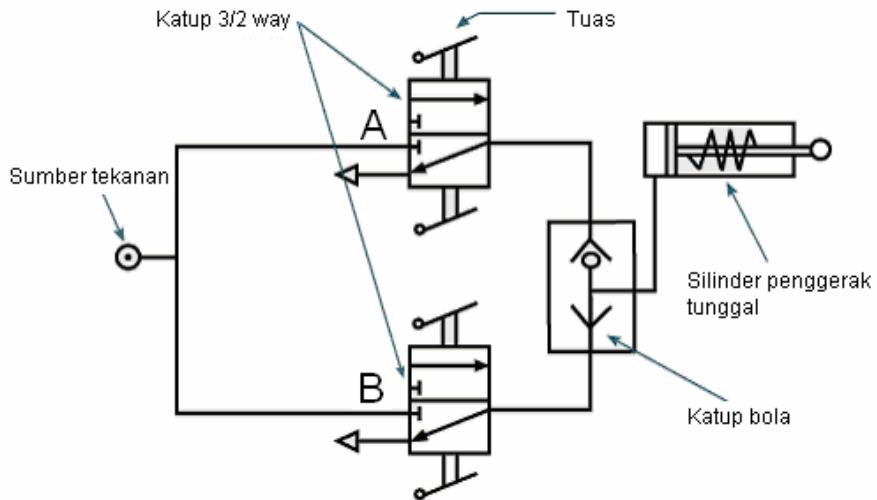 Katup 3/2 way
Tuas
A
Sumber tekanan
Silinder penggerak
tunggal
B
Katup bola